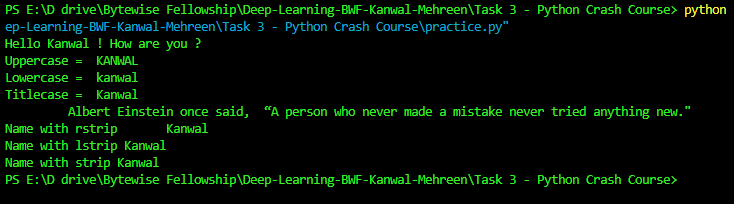 PS E:\D drive\Bytewise Fellowship\Deep-Learning-BWF-Kanwal-Mehreen\Task 3 - Python Crash Course> python
ep-Learning-BWF-Kanwal-Mehreen\Task 3 - Python Crash Course\practice.py"
Hello Kanwal ! How are you ?
Uppercase =  KANWAL
Lowercase =  kanwal
Titlecase =  Kanwal
        Albert Einstein once said,  “A person who never made a mistake never tried anything new."
Name with rstrip      Kanwal
Name with lstrip Kanwal
Name with strip Kanwal
PS E:\D drive\Bytewise Fellowship\Deep-Learning-BWF-Kanwal-Mehreen\Task 3 - Python Crash Course>